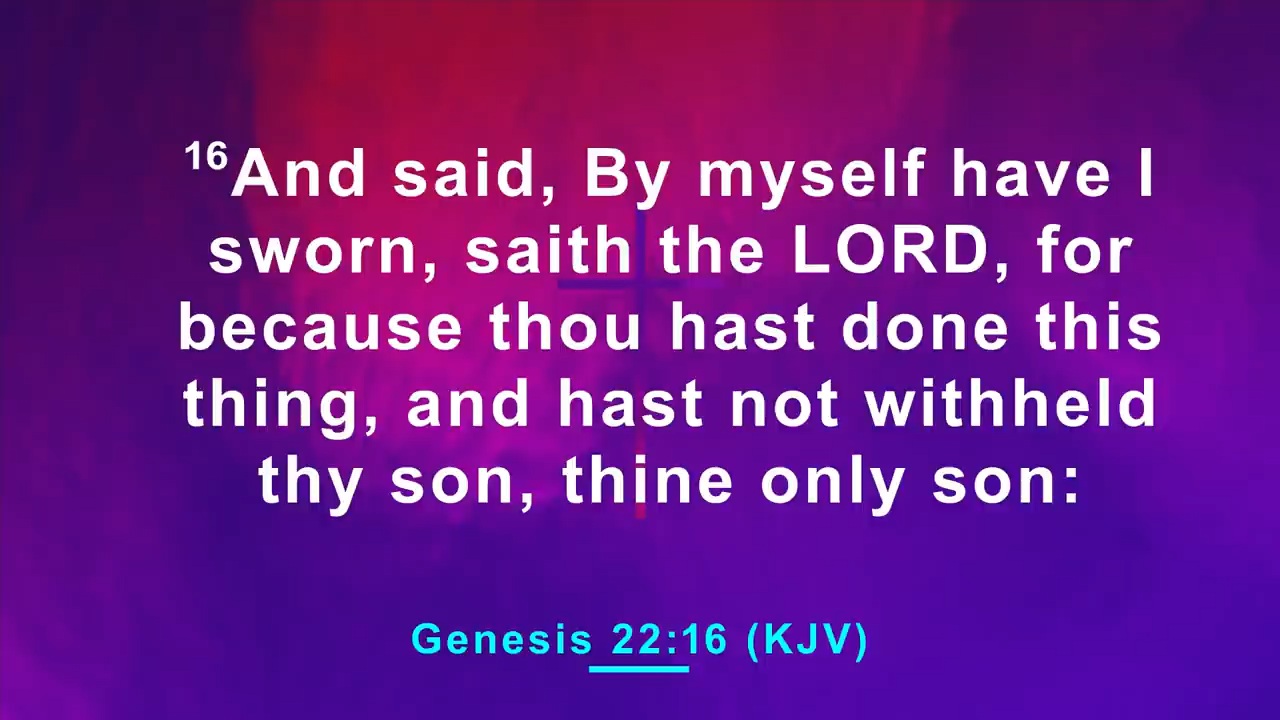 16And said, By myself have I
sworn, saith the LORD, for
because thou hast done this
thing, and hast not withheld
thy son, thine only son:
Genesis 22:16 (KJV)